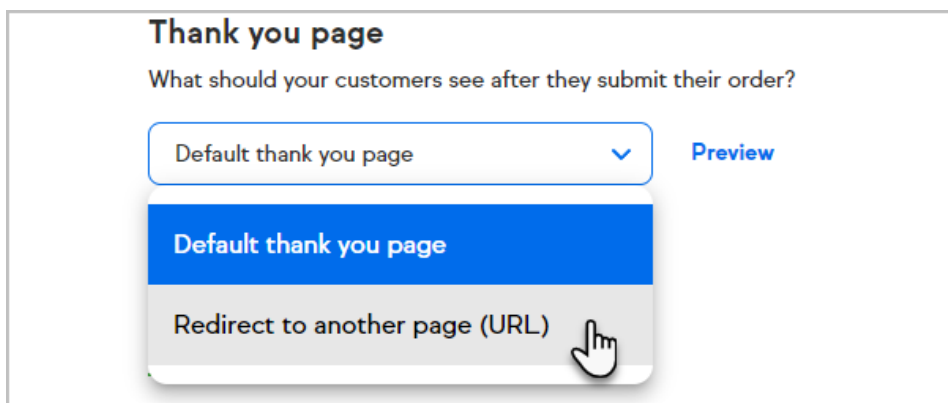 Thank you page
What should your customers see after they submit their order?
Default thank you page
Preview
Default thank you page
Redirect to another page (URL)